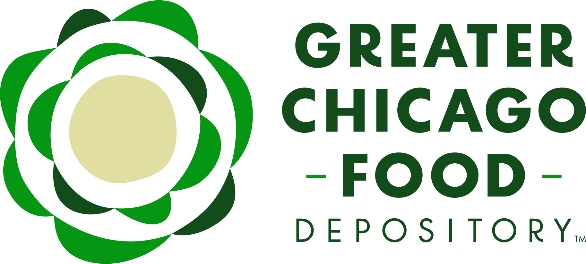 GREATER
CHICAGO
- FOOD -
DEPOSITORY™